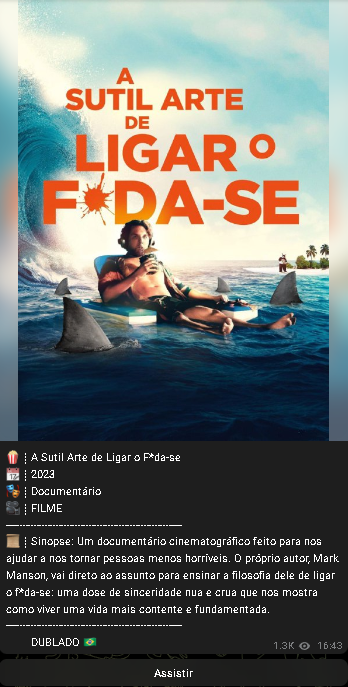 A
SUTIL ARTE
DE
LIGAR O
F*DA-SE
🍿 ┊ A Sutil Arte de Ligar o F*da-se
📆 ┊ 2023
🎭 ┊ Documentário
🎥 ┊ FILME
Sinopse: Um documentário cinematográfico feito para nos
ajudar a nos tornar pessoas menos horríveis. O próprio autor, Mark
Manson, vai direto ao assunto para ensinar a filosofia dele de ligar
o f*da-se: uma dose de sinceridade nua e crua que nos mostra
como viver uma vida mais contente e fundamentada.
DUBLADO 🇧🇷
1.3K 16:43
Assistir